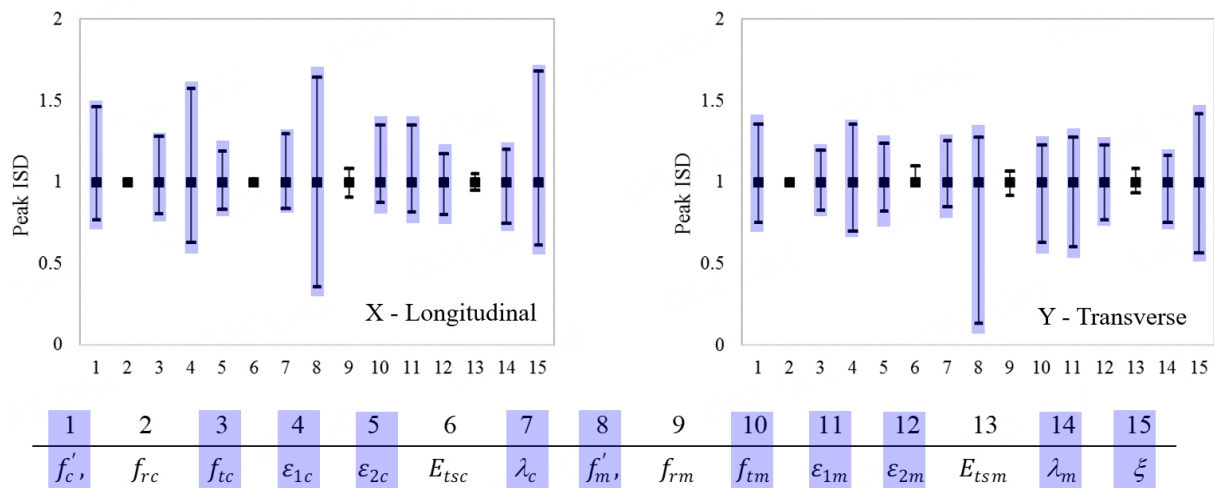 2
1.5
1
0.5
0
Peak ISD
X - Longitudinal
1 2 3 4 5 6 7 8 9 10 11 12 13 14 15
2
1.5
1
0.5
0
Peak ISD
Y - Transverse
1 2 3 4 5 6 7 8 9 10 11 12 13 14 15
1 2 3 4 5 6 7 8 9 10 11 12 13 14 15
f'c, frc ftc ε1c ε2c Etsc λc f'm, frm ftm ε1m ε2m Etsm λm ξ